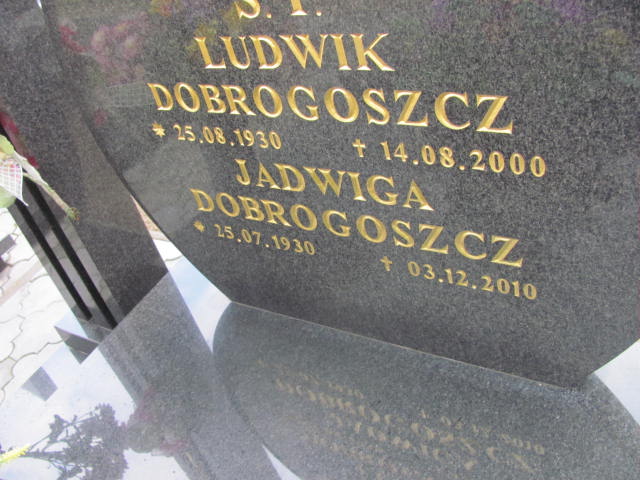 Ś. P.
LUDWIK
DOBROGOSZCZ
* 25.08.1930 † 14.08.2000
JADWIGA
DOBROGOSZCZ
* 25.07.1930 † 03.12.2010